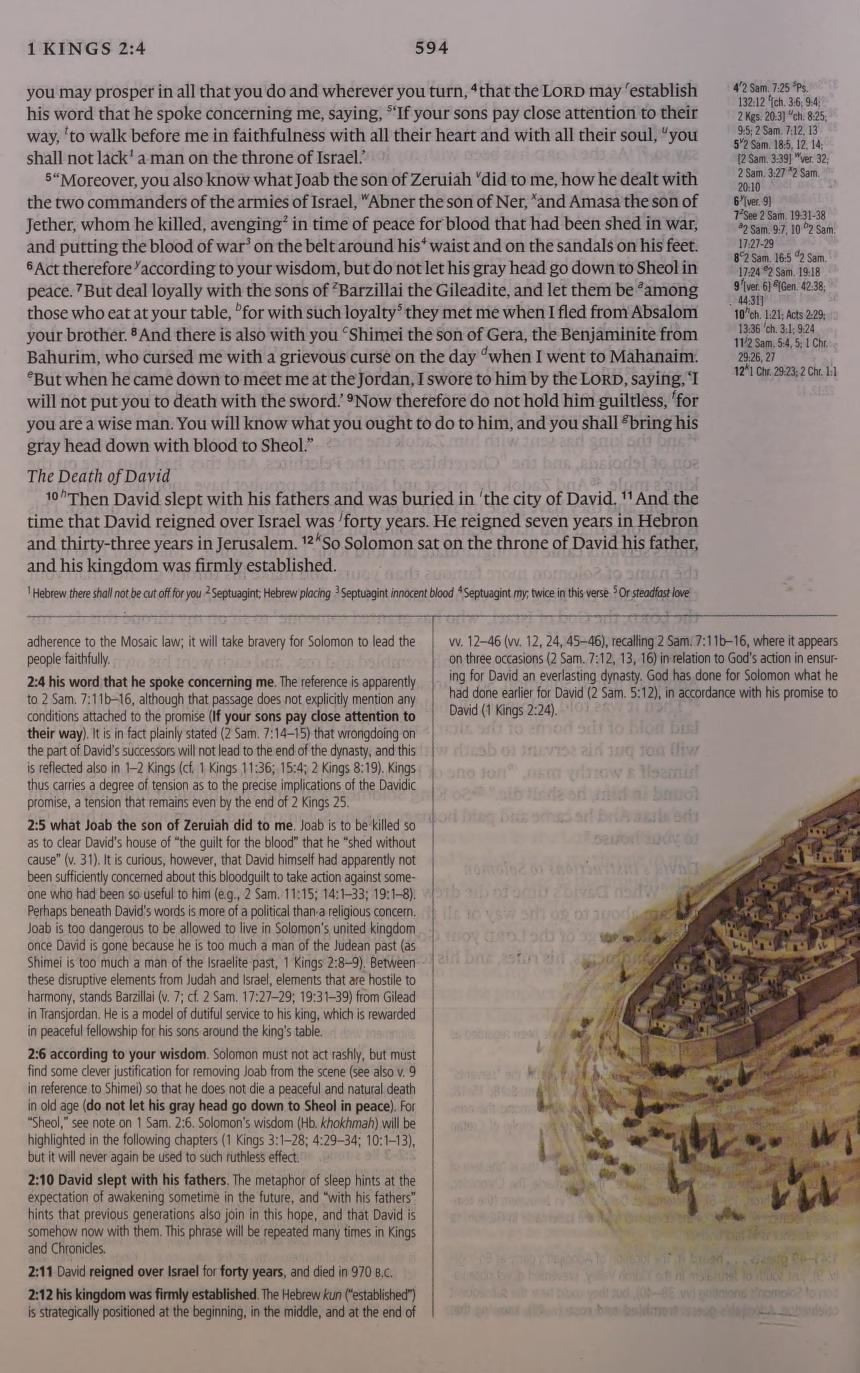 1 KINGS 2:4
594
you may prosper in all that you do and wherever you turn, ⁴that the LORD may ʳestablish
his word that he spoke concerning me, saying, ˢ‘If your sons pay close attention to their
way, ᵗto walk before me in faithfulness with all their heart and with all their soul, ᵘyou
shall not lack¹ a man on the throne of Israel.’
⁵“Moreover, you also know what Joab the son of Zeruiah ᵛdid to me, how he dealt with
the two commanders of the armies of Israel, ʷAbner the son of Ner, ˣand Amasa the son of
Jether, whom he killed, avenging² in time of peace for blood that had been shed in war,
and putting the blood of war³ on the belt around his⁴ waist and on the sandals on his feet.
⁶Act therefore ʸaccording to your wisdom, but do not let his gray head go down to Sheol in
peace. ⁷But deal loyally with the sons of ᶻBarzillai the Gileadite, and let them be ᵃamong
those who eat at your table, ᵇfor with such loyalty⁵ they met me when I fled from Absalom
your brother. ⁸And there is also with you ᶜShimei the son of Gera, the Benjaminite from
Bahurim, who cursed me with a grievous curse on the day ᵈwhen I went to Mahanaim.
ᵉBut when he came down to meet me at the Jordan, I swore to him by the LORD, saying, ‘I
will not put you to death with the sword.’ ⁹Now therefore do not hold him guiltless, ᶠfor
you are a wise man. You will know what you ought to do to him, and you shall ᵍbring his
gray head down with blood to Sheol.”
The Death of David
¹⁰ʰThen David slept with his fathers and was buried in ⁱthe city of David. ¹¹And the
time that David reigned over Israel was ʲforty years. He reigned seven years in Hebron
and thirty-three years in Jerusalem. ¹²ᵏSo Solomon sat on the throne of David his father,
and his kingdom was firmly established.
¹ Hebrew there shall not be cut off for you ² Septuagint; Hebrew placing ³ Septuagint innocent blood ⁴ Septuagint my; twice in this verse ⁵ Or steadfast love
4ʳ2 Sam. 7:25 ˢPs.
132:12 ᵗ[ch. 3:6; 9:4;
2 Kgs. 20:3] ᵘch. 8:25;
9:5; 2 Sam. 7:12, 13
5ᵛ2 Sam. 18:5, 12, 14;
[2 Sam. 3:39] ʷver. 32;
2 Sam. 3:27 ˣ2 Sam.
20:10
6ʸ[ver. 9]
7ᶻSee 2 Sam. 19:31-38
ᵃ2 Sam. 9:7, 10 ᵇ2 Sam.
17:27-29
8ᶜ2 Sam. 16:5 ᵈ2 Sam.
17:24 ᵉ2 Sam. 19:18
9ᶠ[ver. 6] ᵍ[Gen. 42:38;
44:31]
10ʰch. 1:21; Acts 2:29;
13:36 ⁱch. 3:1; 9:24
11ʲ2 Sam. 5:4, 5; 1 Chr.
29:26, 27
12ᵏ1 Chr. 29:23; 2 Chr. 1:1
adherence to the Mosaic law; it will take bravery for Solomon to lead the
people faithfully.
2:4 his word that he spoke concerning me. The reference is apparently
to 2 Sam. 7:11b–16, although that passage does not explicitly mention any
conditions attached to the promise (If your sons pay close attention to
their way). It is in fact plainly stated (2 Sam. 7:14–15) that wrongdoing on
the part of David's successors will not lead to the end of the dynasty, and this
is reflected also in 1–2 Kings (cf. 1 Kings 11:36; 15:4; 2 Kings 8:19). Kings
thus carries a degree of tension as to the precise implications of the Davidic
promise, a tension that remains even by the end of 2 Kings 25.
2:5 what Joab the son of Zeruiah did to me. Joab is to be killed so
as to clear David's house of “the guilt for the blood” that he “shed without
cause” (v. 31). It is curious, however, that David himself had apparently not
been sufficiently concerned about this bloodguilt to take action against some-
one who had been so useful to him (e.g., 2 Sam. 11:15; 14:1–33; 19:1–8).
Perhaps beneath David's words is more of a political than a religious concern.
Joab is too dangerous to be allowed to live in Solomon's united kingdom
once David is gone because he is too much a man of the Judean past (as
Shimei is too much a man of the Israelite past, 1 Kings 2:8–9). Between
these disruptive elements from Judah and Israel, elements that are hostile to
harmony, stands Barzillai (v. 7; cf. 2 Sam. 17:27–29; 19:31–39) from Gilead
in Transjordan. He is a model of dutiful service to his king, which is rewarded
in peaceful fellowship for his sons around the king's table.
2:6 according to your wisdom. Solomon must not act rashly, but must
find some clever justification for removing Joab from the scene (see also v. 9
in reference to Shimei) so that he does not die a peaceful and natural death
in old age (do not let his gray head go down to Sheol in peace). For
“Sheol,” see note on 1 Sam. 2:6. Solomon's wisdom (Hb. khokhmah) will be
highlighted in the following chapters (1 Kings 3:1–28; 4:29–34; 10:1–13),
but it will never again be used to such ruthless effect.
2:10 David slept with his fathers. The metaphor of sleep hints at the
expectation of awakening sometime in the future, and “with his fathers”
hints that previous generations also join in this hope, and that David is
somehow now with them. This phrase will be repeated many times in Kings
and Chronicles.
2:11 David reigned over Israel for forty years, and died in 970 B.C.
2:12 his kingdom was firmly established. The Hebrew kun (“established”)
is strategically positioned at the beginning, in the middle, and at the end of
vv. 12–46 (vv. 12, 24, 45–46), recalling 2 Sam. 7:11b–16, where it appears
on three occasions (2 Sam. 7:12, 13, 16) in relation to God's action in ensur-
ing for David an everlasting dynasty. God has done for Solomon what he
had done earlier for David (2 Sam. 5:12), in accordance with his promise to
David (1 Kings 2:24).